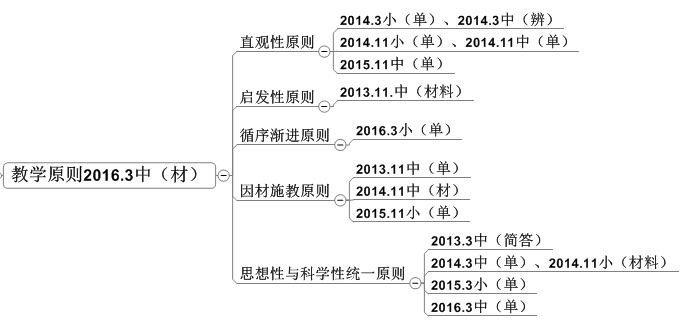 教学原则2016.3中（材）
直观性原则
2014.3小（单）、2014.3中（辨）
2014.11小（单）、2014.11中（单）
2015.11中（单）
启发性原则
2013.11.中（材料）
循序渐进原则
2016.3小（单）
因材施教原则
2013.11中（单）
2014.11中（材）
2015.11小（单）
思想性与科学性统一原则
2013.3中（简答）
2014.3中（单）、2014.11小（材料）
2015.3小（单）
2016.3中（单）